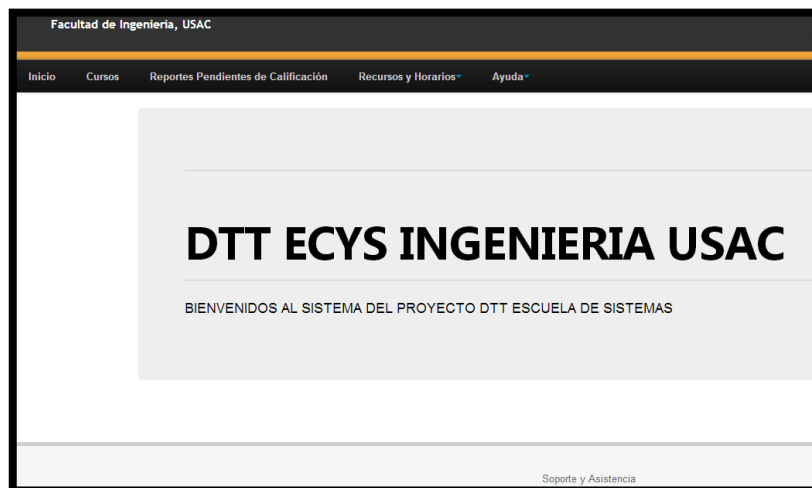 Facultad de Ingenieria, USAC
Inicio Cursos Reportes Pendientes de Calificación Recursos y Horarios Ayuda
DTT ECYS INGENIERIA USAC
BIENVENIDOS AL SISTEMA DEL PROYECTO DTT ESCUELA DE SISTEMAS
Soporte y Asistencia